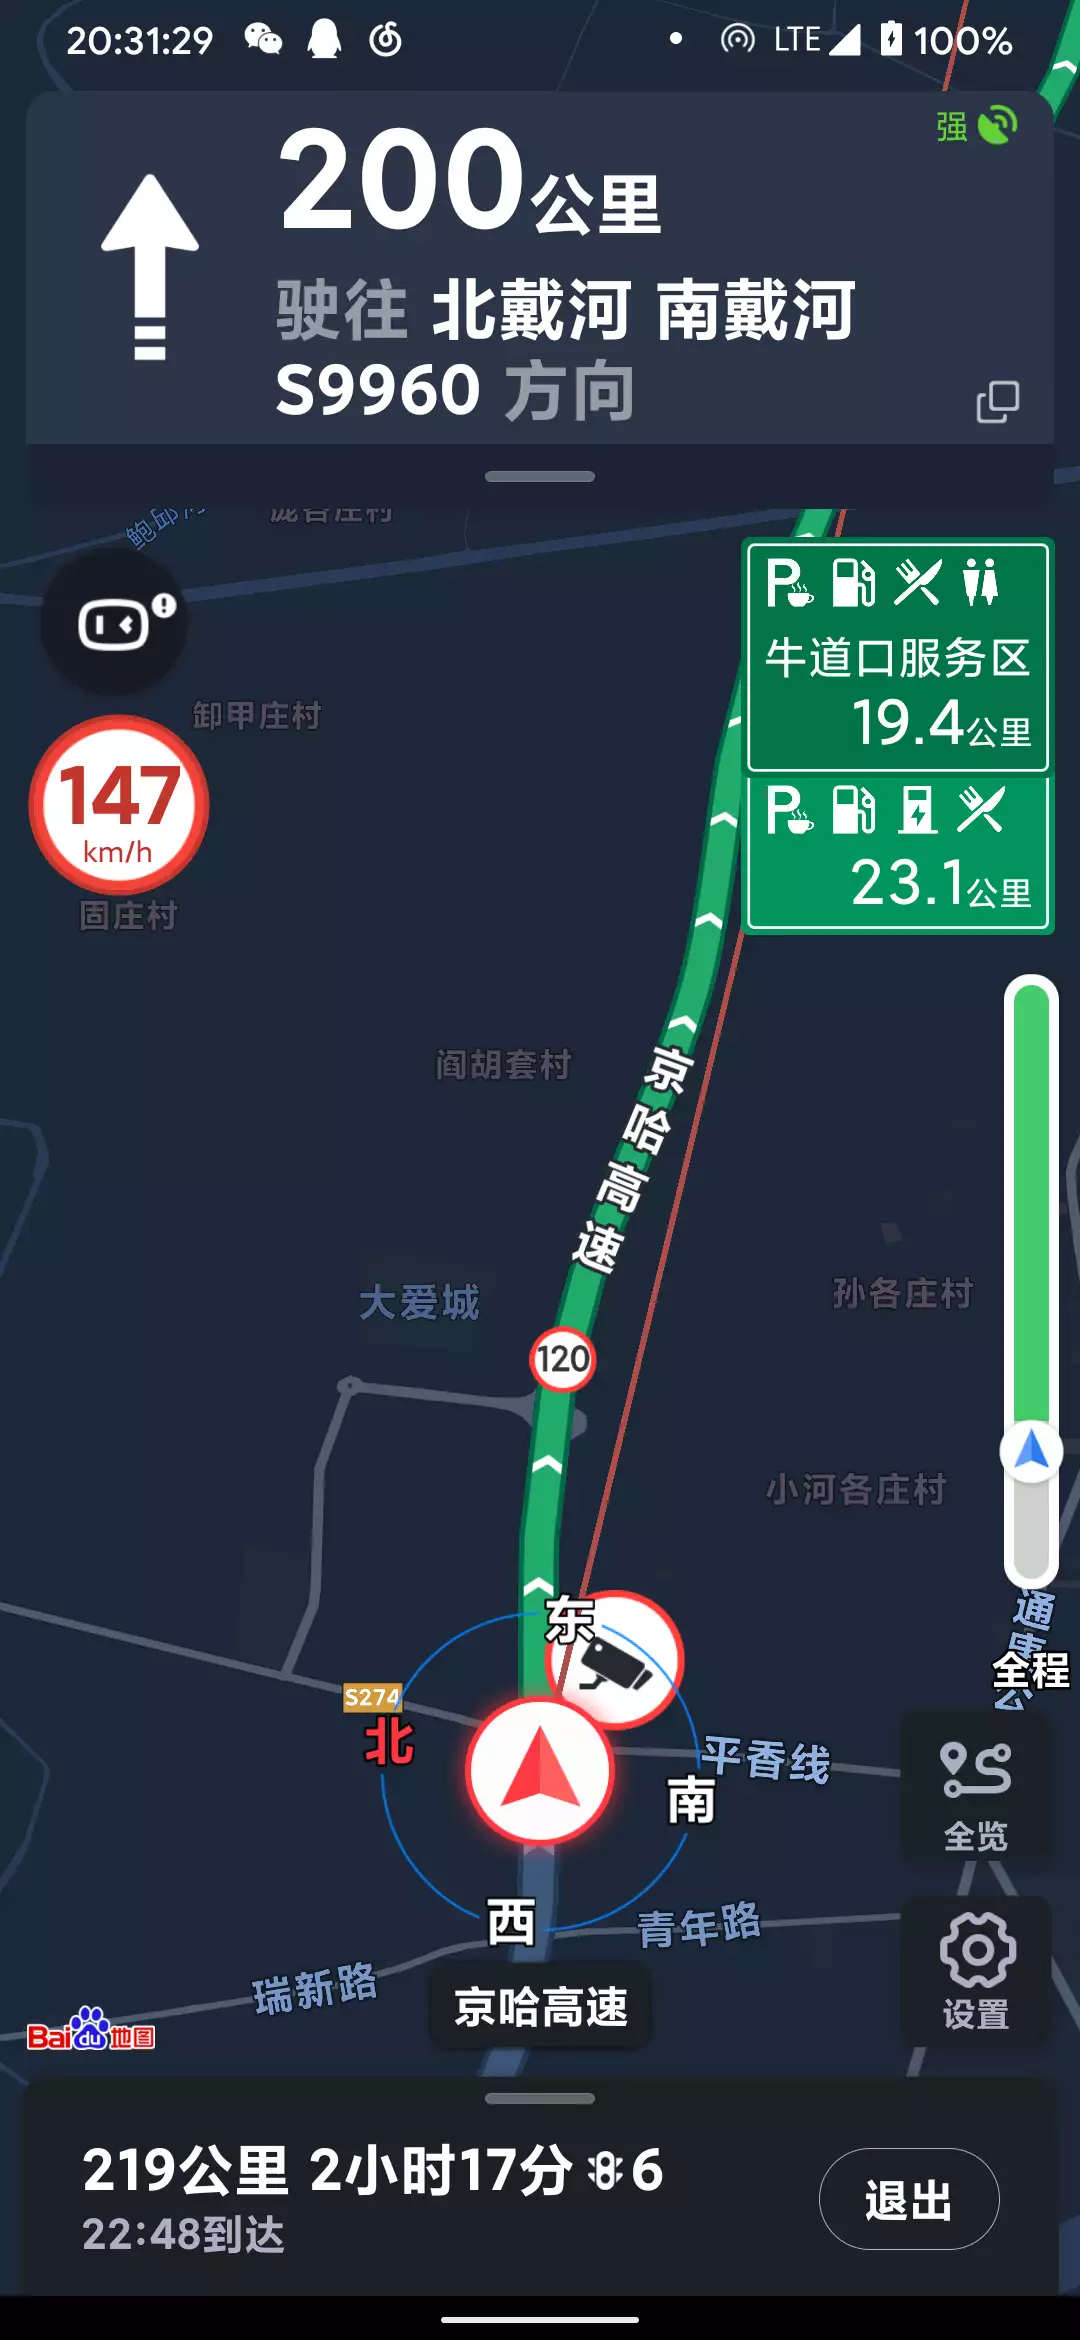 20:31:29
LTE 100%
强
200公里
驶往 北戴河 南戴河
S9960 方向
卸甲庄村
牛道口服务区
19.4公里
147
km/h
23.1公里
固庄村
阎胡套村
京哈高速
大爱城
孙各庄村
120
小河各庄村
东
全程
S274
北
平香线
南
全览
西
青年路
瑞新路
京哈高速
设置
Baidu地图
219公里 2小时17分 6
22:48到达
退出